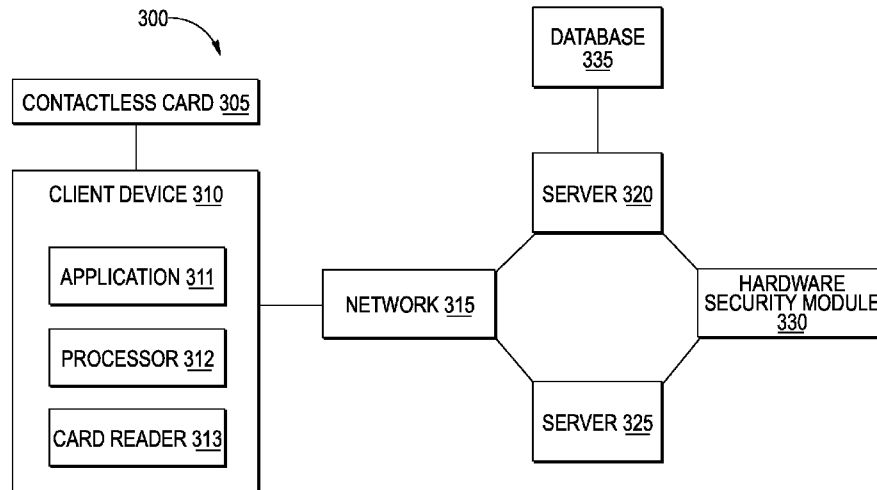 300
CONTACTLESS CARD 305
CLIENT DEVICE 310
APPLICATION 311
PROCESSOR 312
CARD READER 313
NETWORK 315
DATABASE
335
SERVER 320
HARDWARE
SECURITY MODULE
330
SERVER 325